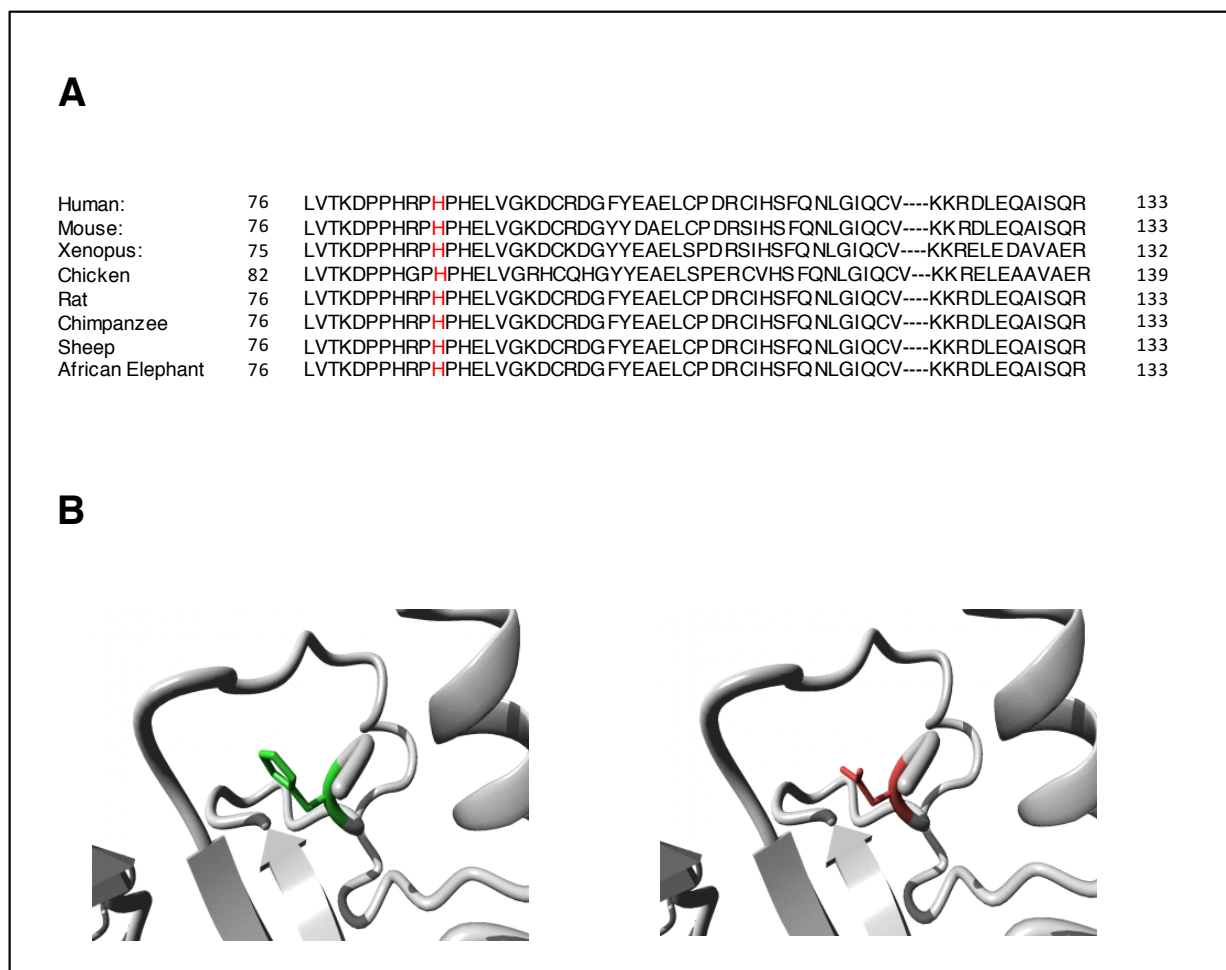 A
Human: 76 LVTKDPPHRPHPHELVGKDCRDGFYEAELCPDRCIHSFQNLGIQCV----KKRDLEQAISQR 133
Mouse: 76 LVTKDPPHRPHPHELVGKDCRDGYYDAELCPDRSIHSFQNLGIQCV----KKRDLEQAISQR 133
Xenopus: 75 LVTKDPPHRPHPHELVGKDCKDGYYEAELSPDRSIHSFQNLGIQCV----KKRELEDAVAER 132
Chicken 82 LVTKDPPHGPHPHELVGRHCQHGYYEAELSPERCVHSFQNLGIQCV---KKRELEAAVAER 139
Rat 76 LVTKDPPHRPHPHELVGKDCRDGFYEAELCPDRCIHSFQNLGIQCV----KKRDLEQAISQR 133
Chimpanzee 76 LVTKDPPHRPHPHELVGKDCRDGFYEAELCPDRCIHSFQNLGIQCV----KKRDLEQAISQR 133
Sheep 76 LVTKDPPHRPHPHELVGKDCRDGFYEAELCPDRCIHSFQNLGIQCV----KKRDLEQAISQR 133
African Elephant 76 LVTKDPPHRPHPHELVGKDCRDGFYEAELCPDRCIHSFQNLGIQCV----KKRDLEQAISQR 133
B